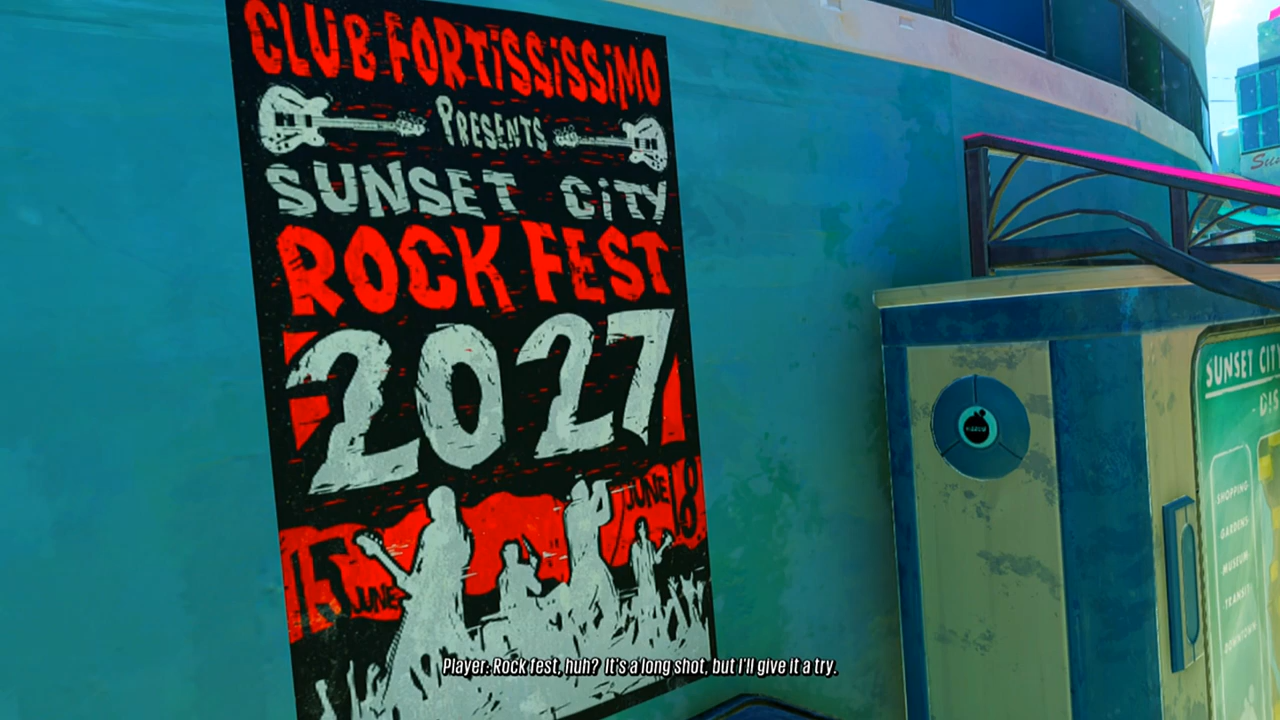 CLUB FORTiSSiSSiMO
PRESENTS
SUNSET CiTY
ROCK FEST
2027
JUNE 18
15 JUNE
SUNSET CITY
SHOPPING
GARDENS
MUSEUM
TRANSIT
DOWNTOWN
Player: Rock fest, huh? It's a long shot, but I'll give it a try.